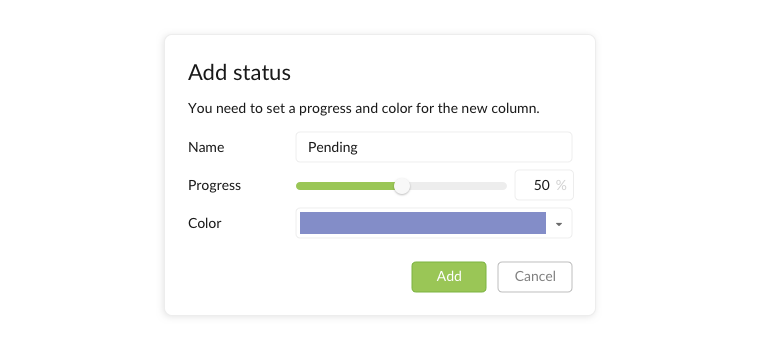 Add status
You need to set a progress and color for the new column.
Name Pending
Progress 50 %
Color
Add Cancel